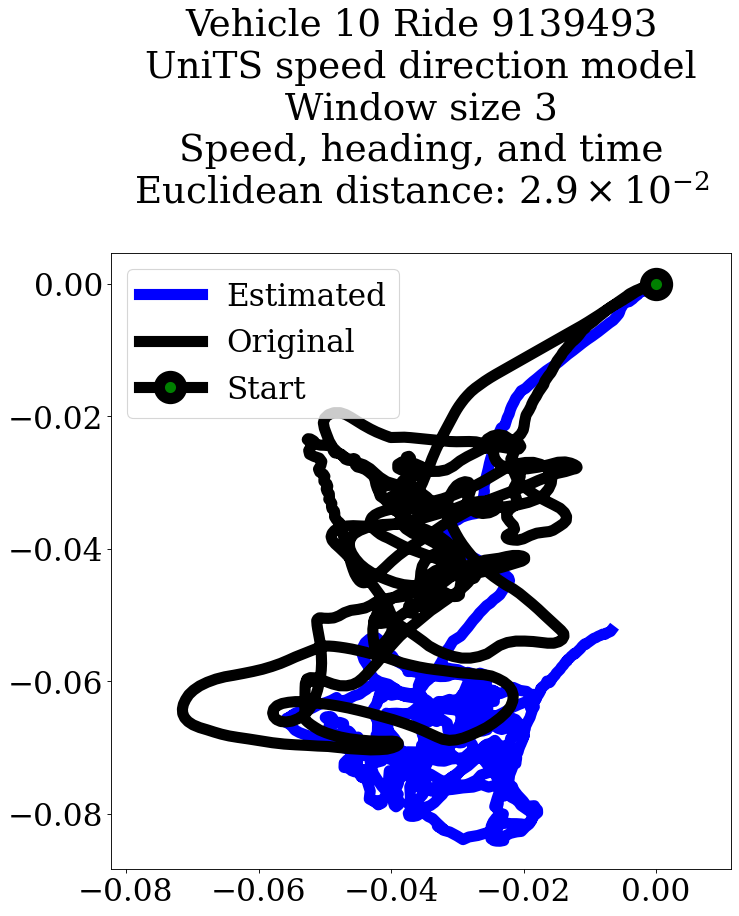 Vehicle 10 Ride 9139493
UniTS speed direction model
Window size 3
Speed, heading, and time
Euclidean distance: 2.9 × 10⁻²
0.00
Estimated
Original
Start
−0.02
−0.04
−0.06
−0.08
−0.08 −0.06 −0.04 −0.02 0.00